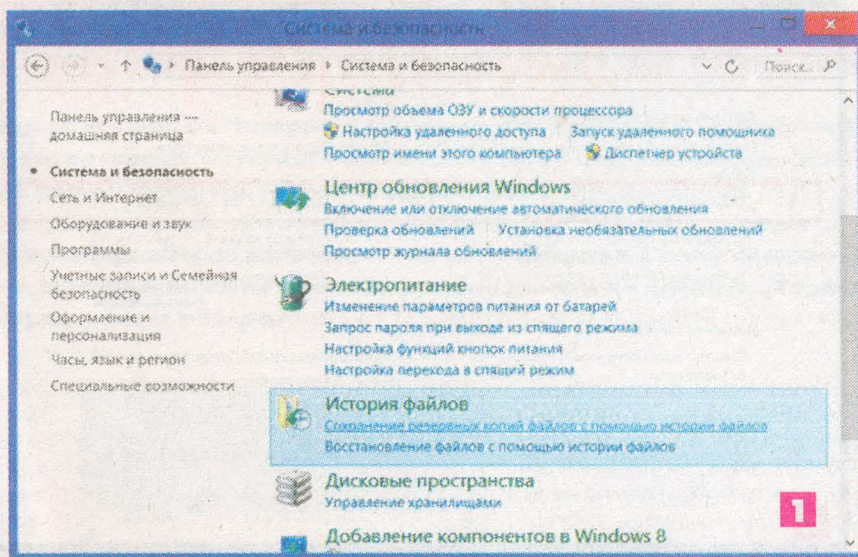 Система и безопасность
Панель управления
Система и безопасность
Поиск...
Панель управления —
домашняя страница
Система и безопасность
Сеть и Интернет
Оборудование и звук
Программы
Учетные записи и Семейная
безопасность
Оформление и
персонализация
Часы, язык и регион
Специальные возможности
Система
Просмотр объема ОЗУ и скорости процессора
Настройка удаленного доступа Запуск удаленного помощника
Просмотр имени этого компьютера Диспетчер устройств
Центр обновления Windows
Включение или отключение автоматического обновления
Проверка обновлений Установка необязательных обновлений
Просмотр журнала обновлений
Электропитание
Изменение параметров питания от батарей
Запрос пароля при выходе из спящего режима
Настройка функций кнопок питания
Настройка перехода в спящий режим
История файлов
Сохранение резервных копий файлов с помощью истории файлов
Восстановление файлов с помощью истории файлов
Дисковые пространства
Управление хранилищами
Добавление компонентов в Windows 8
1